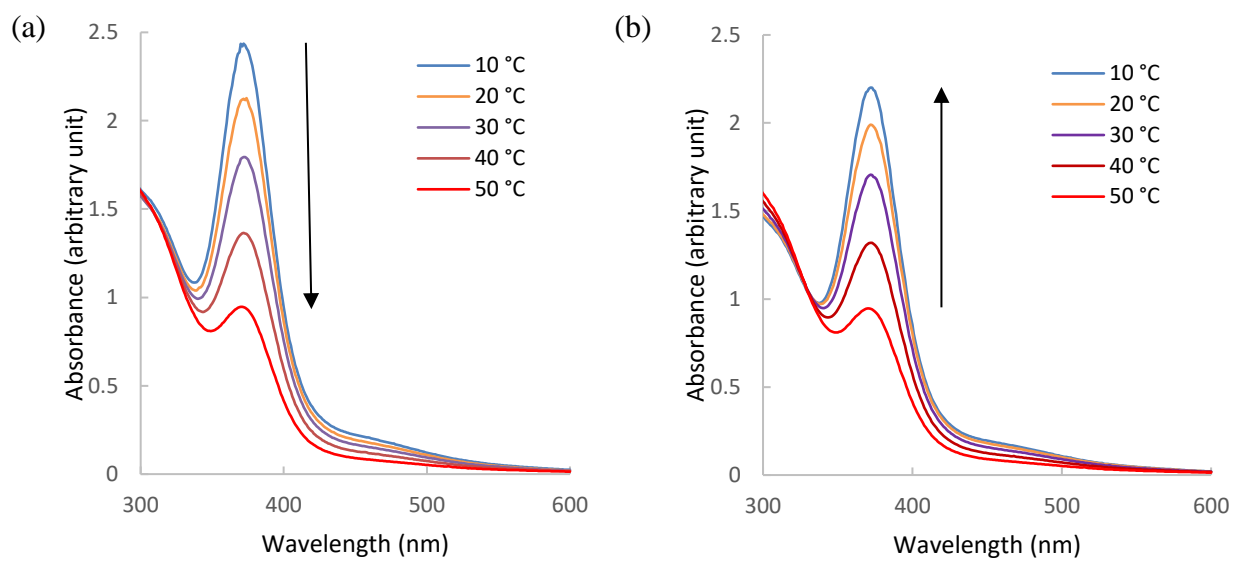 (a)
2.5
2
1.5
1
0.5
0
300
400
500
600
Absorbance (arbitrary unit)
Wavelength (nm)
10 °C
20 °C
30 °C
40 °C
50 °C
(b)
2.5
2
1.5
1
0.5
0
300
400
500
600
Absorbance (arbitrary unit)
Wavelength (nm)
10 °C
20 °C
30 °C
40 °C
50 °C